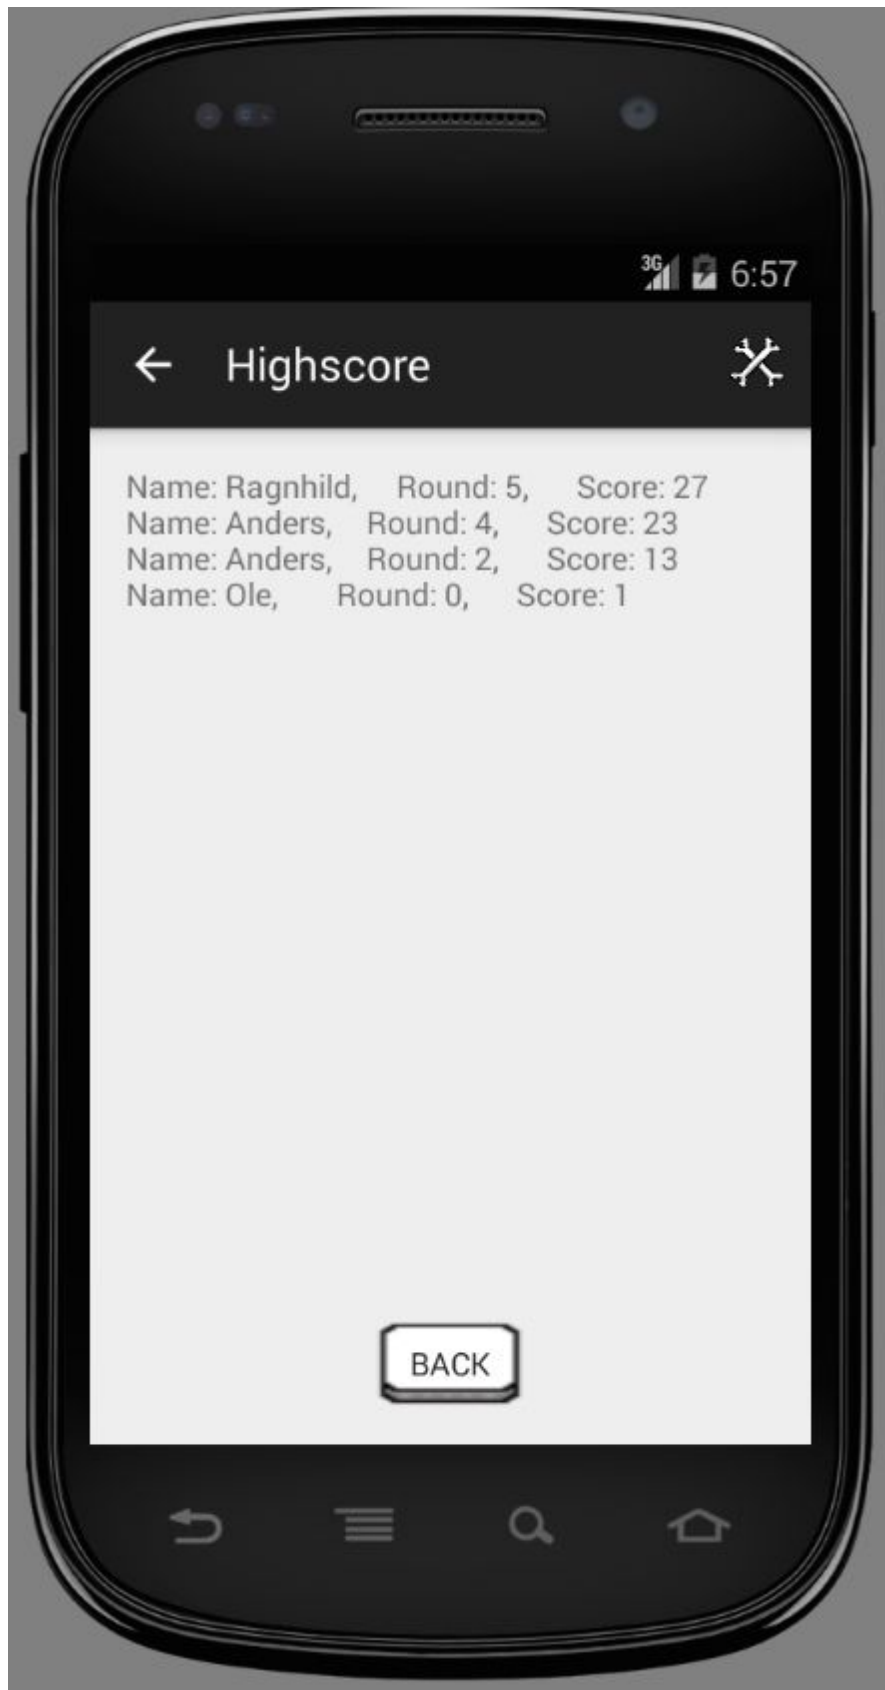 3G 6:57
Highscore
Name: Ragnhild, Round: 5, Score: 27
Name: Anders, Round: 4, Score: 23
Name: Anders, Round: 2, Score: 13
Name: Ole, Round: 0, Score: 1
BACK